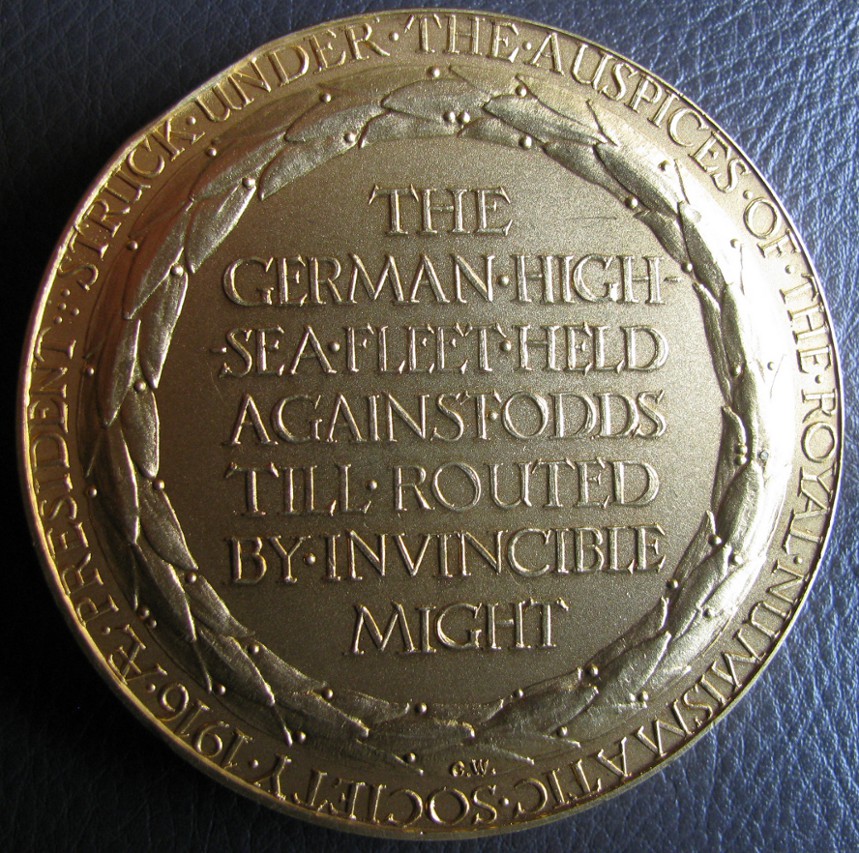 STRUCK·UNDER·THE·AUSPICES·OF·THE·ROYAL·NUMISMATIC·SOCIETY·1916·Æ·PRESIDENT
THE
GERMAN·HIGH-
-SEA·FLEET·HELD
AGAINST·ODDS
TILL·ROUTED
BY·INVINCIBLE
MIGHT
C.W.